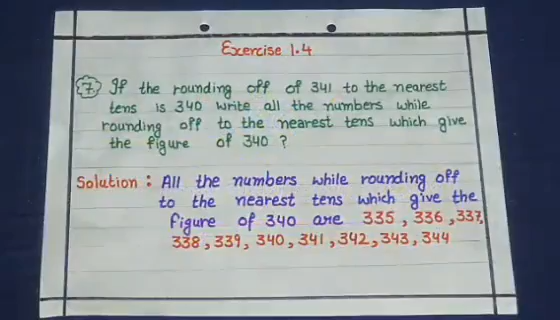 Exercise 1.4
7 If the rounding off of 341 to the nearest
tens is 340 write all the numbers while
rounding off to the nearest tens which give
the figure of 340 ?
Solution : All the numbers while rounding off
to the nearest tens which give the
figure of 340 are 335, 336, 337,
338, 339, 340, 341, 342, 343, 344